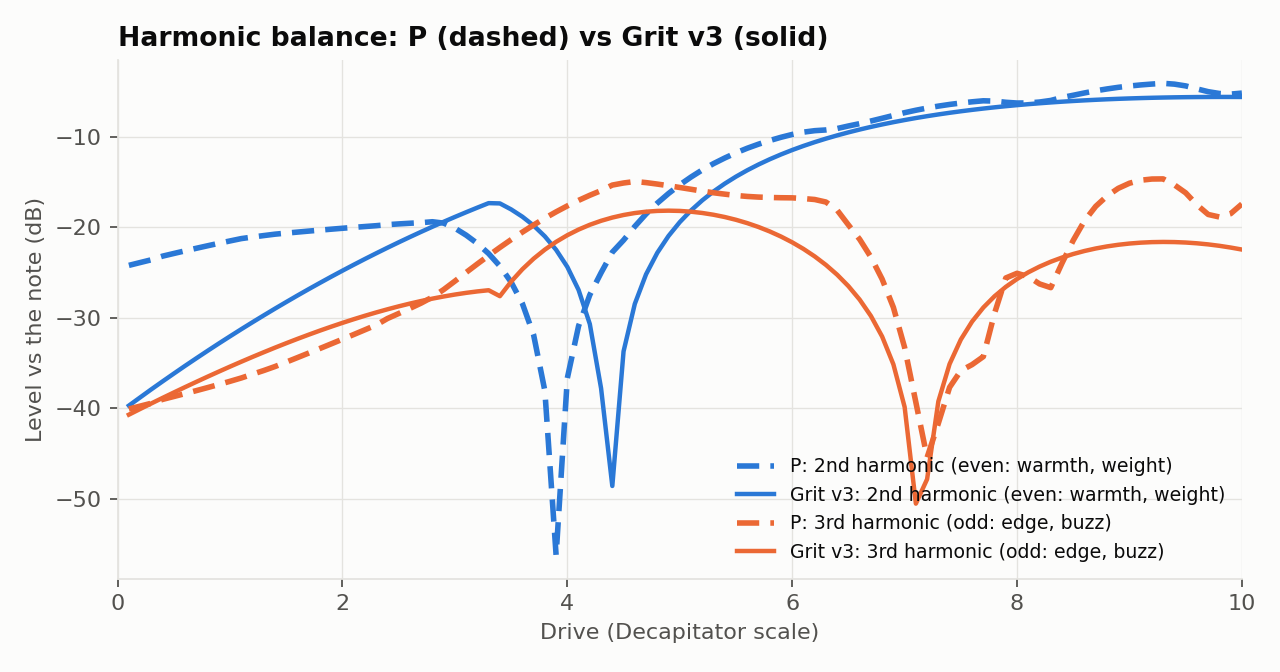 Harmonic balance: P (dashed) vs Grit v3 (solid)
Level vs the note (dB)
−10
−20
−30
−40
−50
P: 2nd harmonic (even: warmth, weight)
Grit v3: 2nd harmonic (even: warmth, weight)
P: 3rd harmonic (odd: edge, buzz)
Grit v3: 3rd harmonic (odd: edge, buzz)
0 2 4 6 8 10
Drive (Decapitator scale)